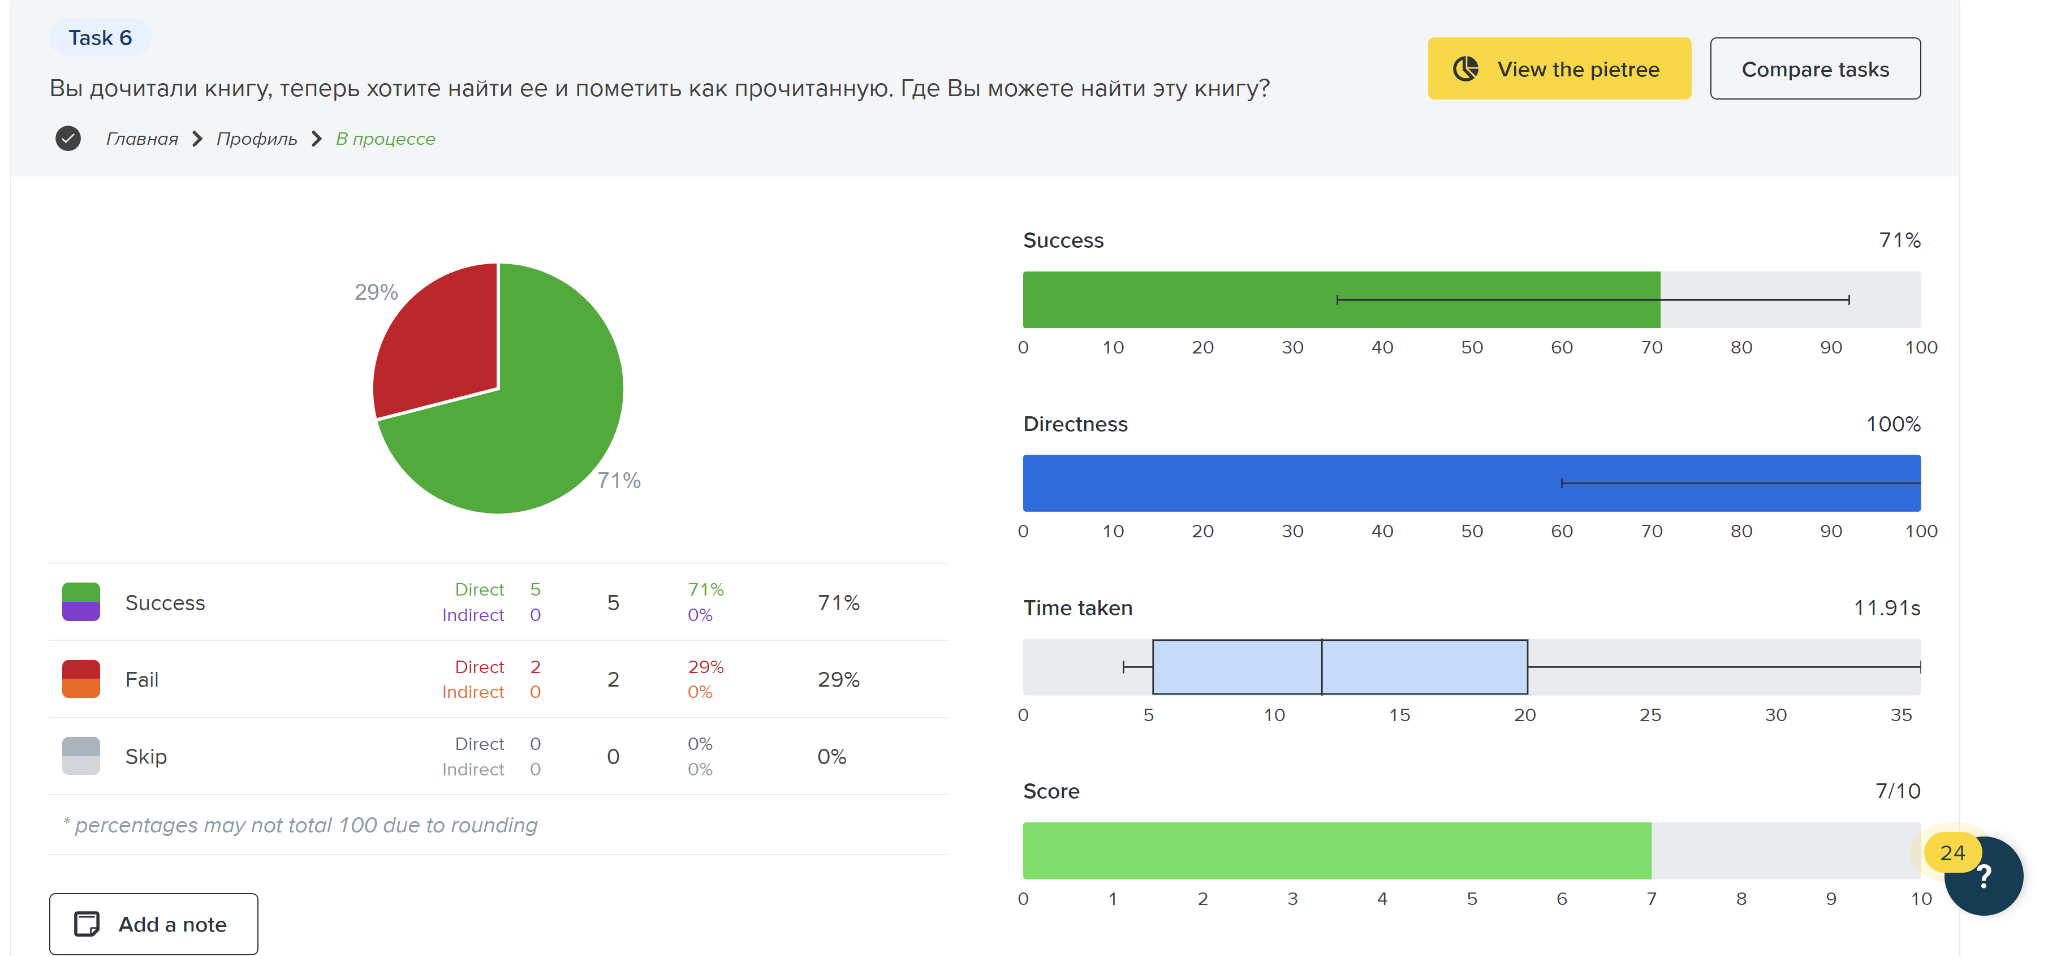 Task 6
Вы дочитали книгу, теперь хотите найти ее и пометить как прочитанную. Где Вы можете найти эту книгу?
Главная > Профиль > В процессе
View the pietree
Compare tasks
29%
71%
Success Direct 5 5 71% 71%
Indirect 0 0%
Fail Direct 2 2 29% 29%
Indirect 0 0%
Skip Direct 0 0 0% 0%
Indirect 0 0%
* percentages may not total 100 due to rounding
Add a note
Success 71%
0 10 20 30 40 50 60 70 80 90 100
Directness 100%
0 10 20 30 40 50 60 70 80 90 100
Time taken 11.91s
0 5 10 15 20 25 30 35
Score 7/10
0 1 2 3 4 5 6 7 8 9 10
24
?